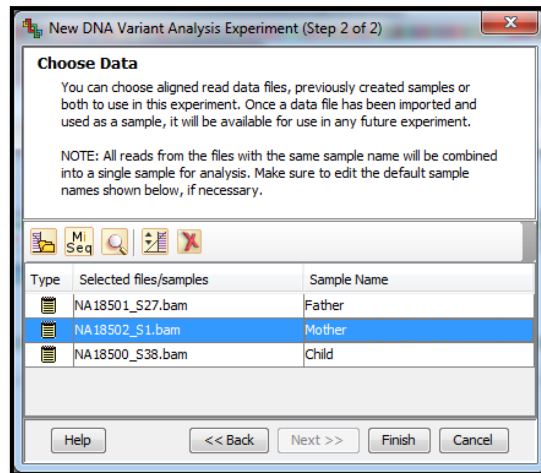 New DNA Variant Analysis Experiment (Step 2 of 2)
X
Choose Data
You can choose aligned read data files, previously created samples or
both to use in this experiment. Once a data file has been imported and
used as a sample, it will be available for use in any future experiment.
NOTE: All reads from the files with the same sample name will be combined
into a single sample for analysis. Make sure to edit the default sample
names shown below, if necessary.
Mi
Seq
Type Selected files/samples Sample Name
NA18501_S27.bam Father
NA18502_S1.bam Mother
NA18500_S38.bam Child
Help << Back Next >> Finish Cancel